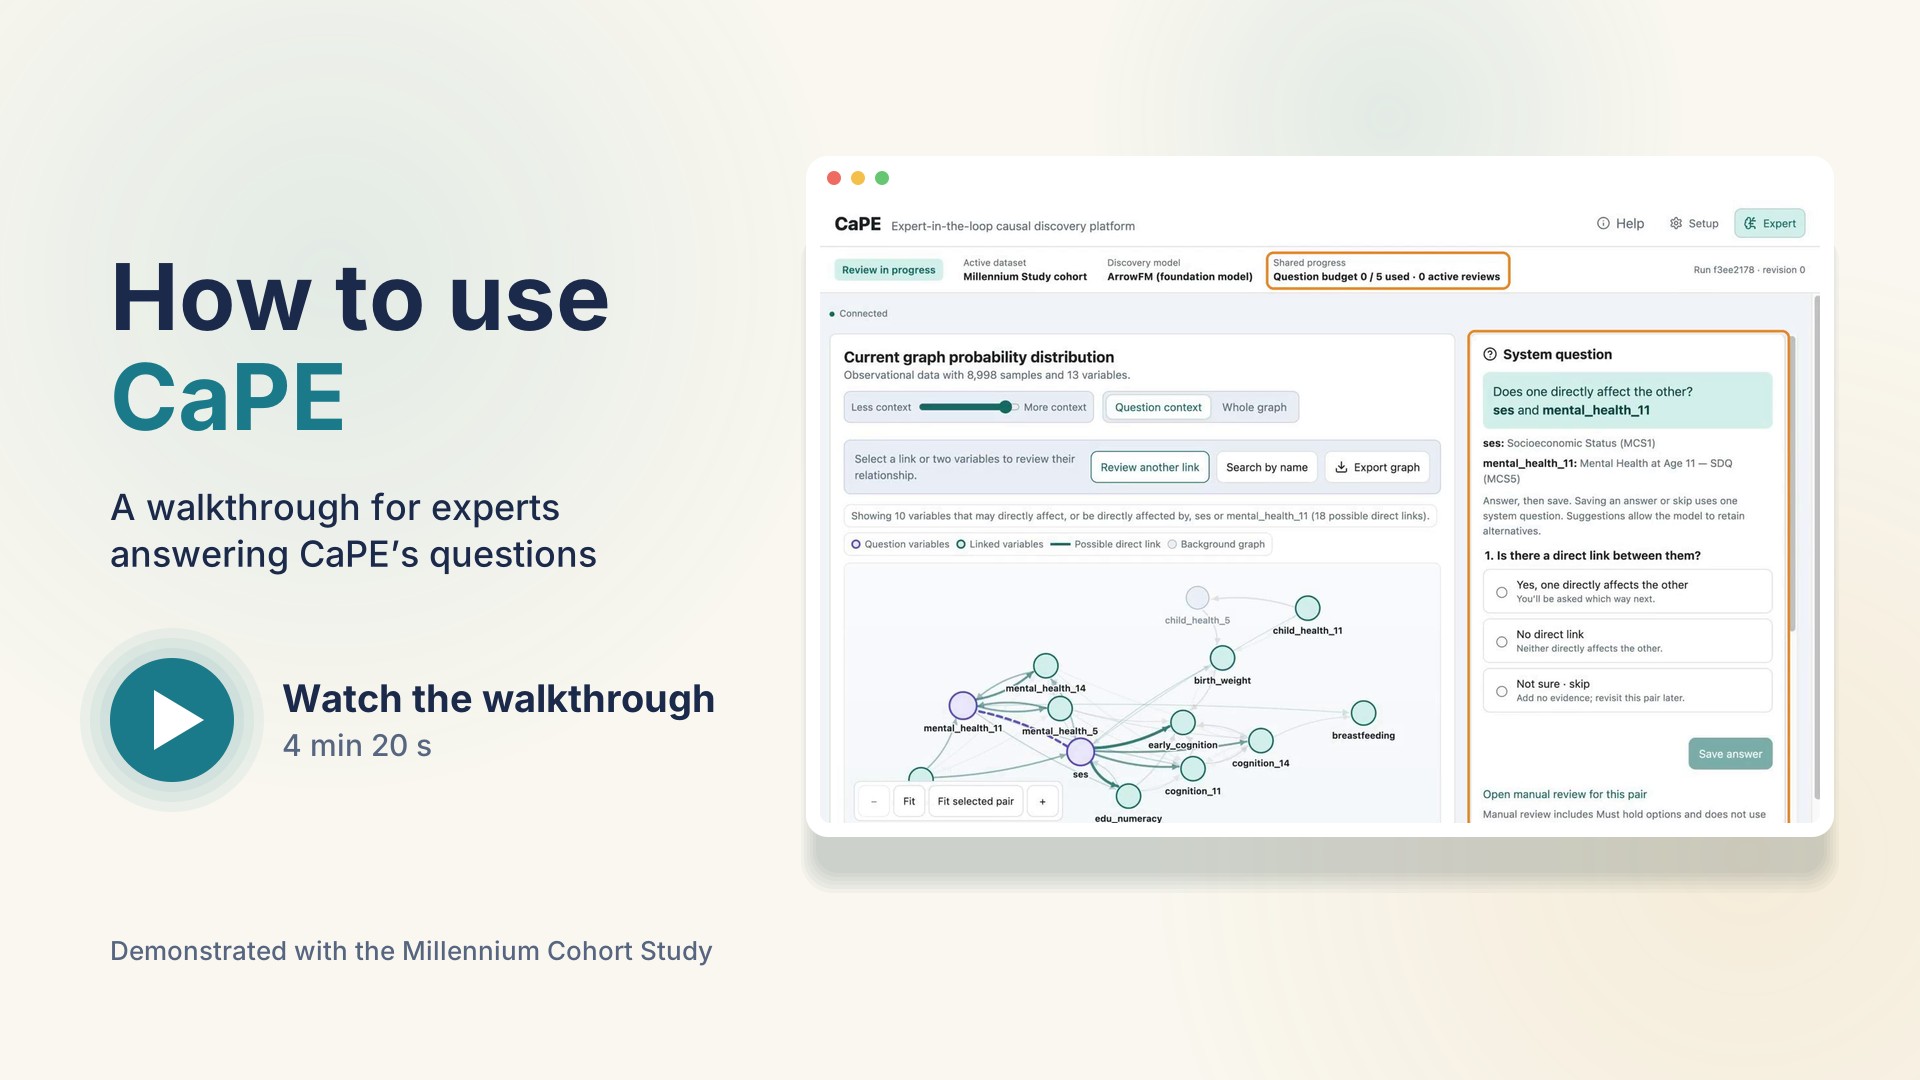 How to use
CaPE
A walkthrough for experts
answering CaPE’s questions
Watch the walkthrough
4 min 20 s
Demonstrated with the Millennium Cohort Study
CaPE Expert-in-the-loop causal discovery platform
Help
Setup
Expert
Review in progress
Active dataset
Millennium Study cohort
Discovery model
ArrowFM (foundation model)
Shared progress
Question budget 0 / 5 used · 0 active reviews
Run f3ee2178 · revision 0
Connected
Current graph probability distribution
Observational data with 8,998 samples and 13 variables.
Less context
More context
Question context
Whole graph
Select a link or two variables to review their
relationship.
Review another link
Search by name
Export graph
Showing 10 variables that may directly affect, or be directly affected by, ses or mental_health_11 (18 possible direct links).
Question variables
Linked variables
Possible direct link
Background graph
child_health_5
child_health_11
birth_weight
mental_health_14
mental_health_11
mental_health_5
early_cognition
breastfeeding
ses
cognition_14
cognition_11
edu_numeracy
−
Fit
Fit selected pair
+
System question
Does one directly affect the other?
ses and mental_health_11
ses: Socioeconomic Status (MCS1)
mental_health_11: Mental Health at Age 11 — SDQ
(MCS5)
Answer, then save. Saving an answer or skip uses one
system question. Suggestions allow the model to retain
alternatives.
1. Is there a direct link between them?
Yes, one directly affects the other
You'll be asked which way next.
No direct link
Neither directly affects the other.
Not sure · skip
Add no evidence; revisit this pair later.
Save answer
Open manual review for this pair
Manual review includes Must hold options and does not use